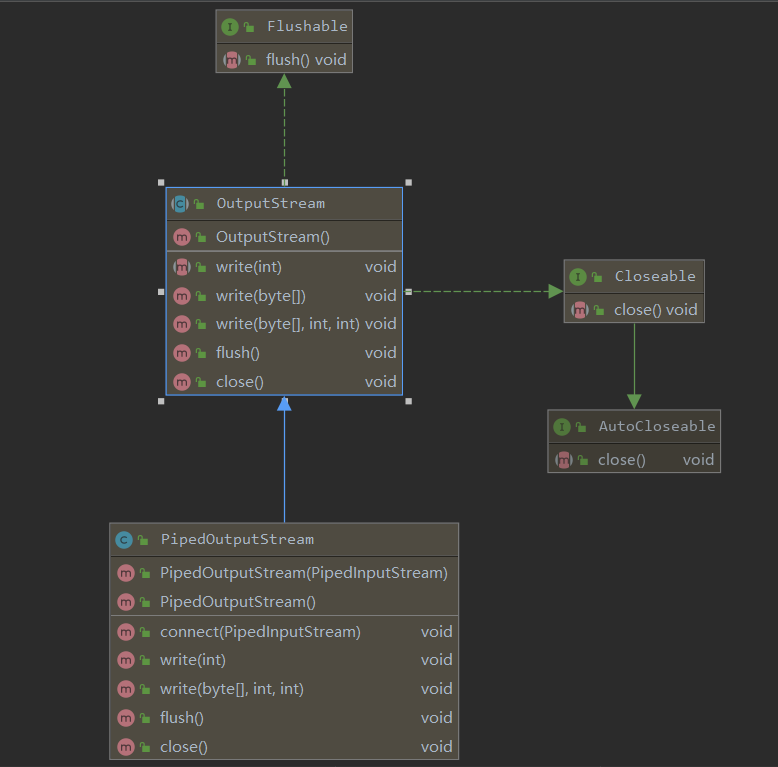 Flushable
flush() void
OutputStream
OutputStream()
write(int) void
write(byte[]) void
write(byte[], int, int) void
flush() void
close() void
Closeable
close() void
AutoCloseable
close() void
PipedOutputStream
PipedOutputStream(PipedInputStream)
PipedOutputStream()
connect(PipedInputStream) void
write(int) void
write(byte[], int, int) void
flush() void
close() void